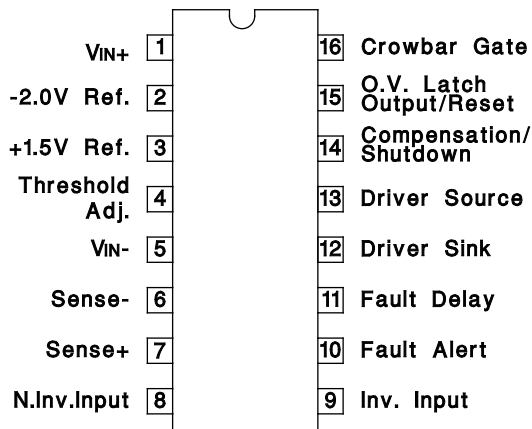 VIN+ 1 16 Crowbar Gate
-2.0V Ref. 2 15 O.V. Latch
Output/Reset
+1.5V Ref. 3 14 Compensation/
Shutdown
Threshold
Adj. 4 13 Driver Source
VIN- 5 12 Driver Sink
Sense- 6 11 Fault Delay
Sense+ 7 10 Fault Alert
N.Inv.Input 8 9 Inv. Input